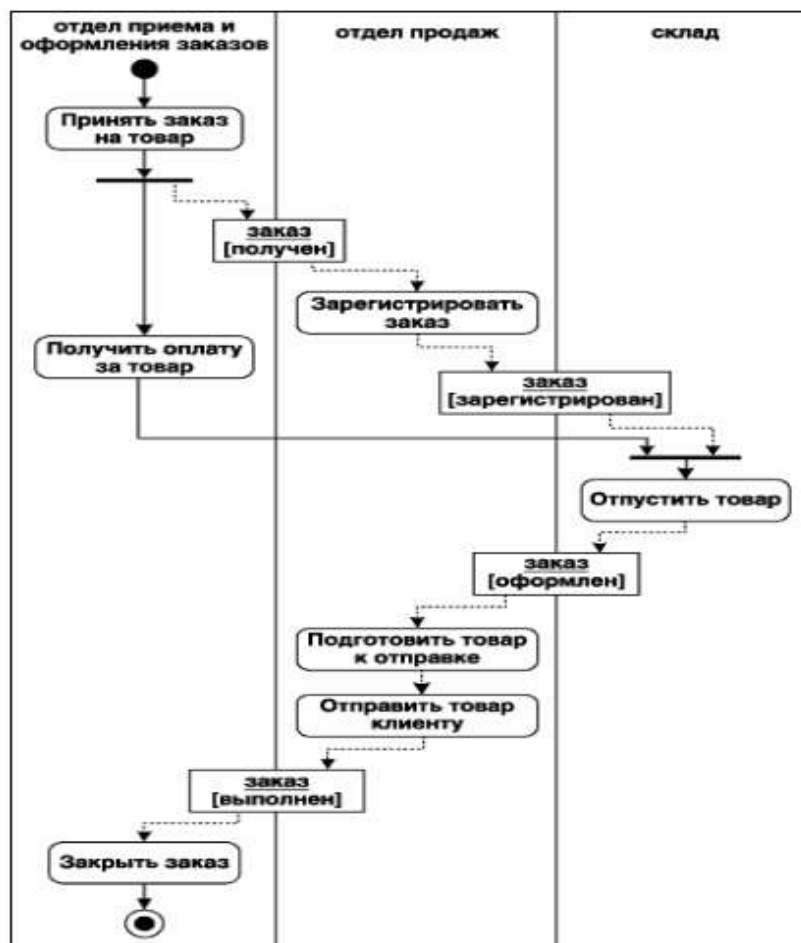 отдел приема и
оформления заказов
отдел продаж
склад
Принять заказ
на товар
заказ
[получен]
Зарегистрировать
заказ
Получить оплату
за товар
заказ
[зарегистрирован]
Отпустить товар
заказ
[оформлен]
Подготовить товар
к отправке
Отправить товар
клиенту
заказ
[выполнен]
Закрыть заказ